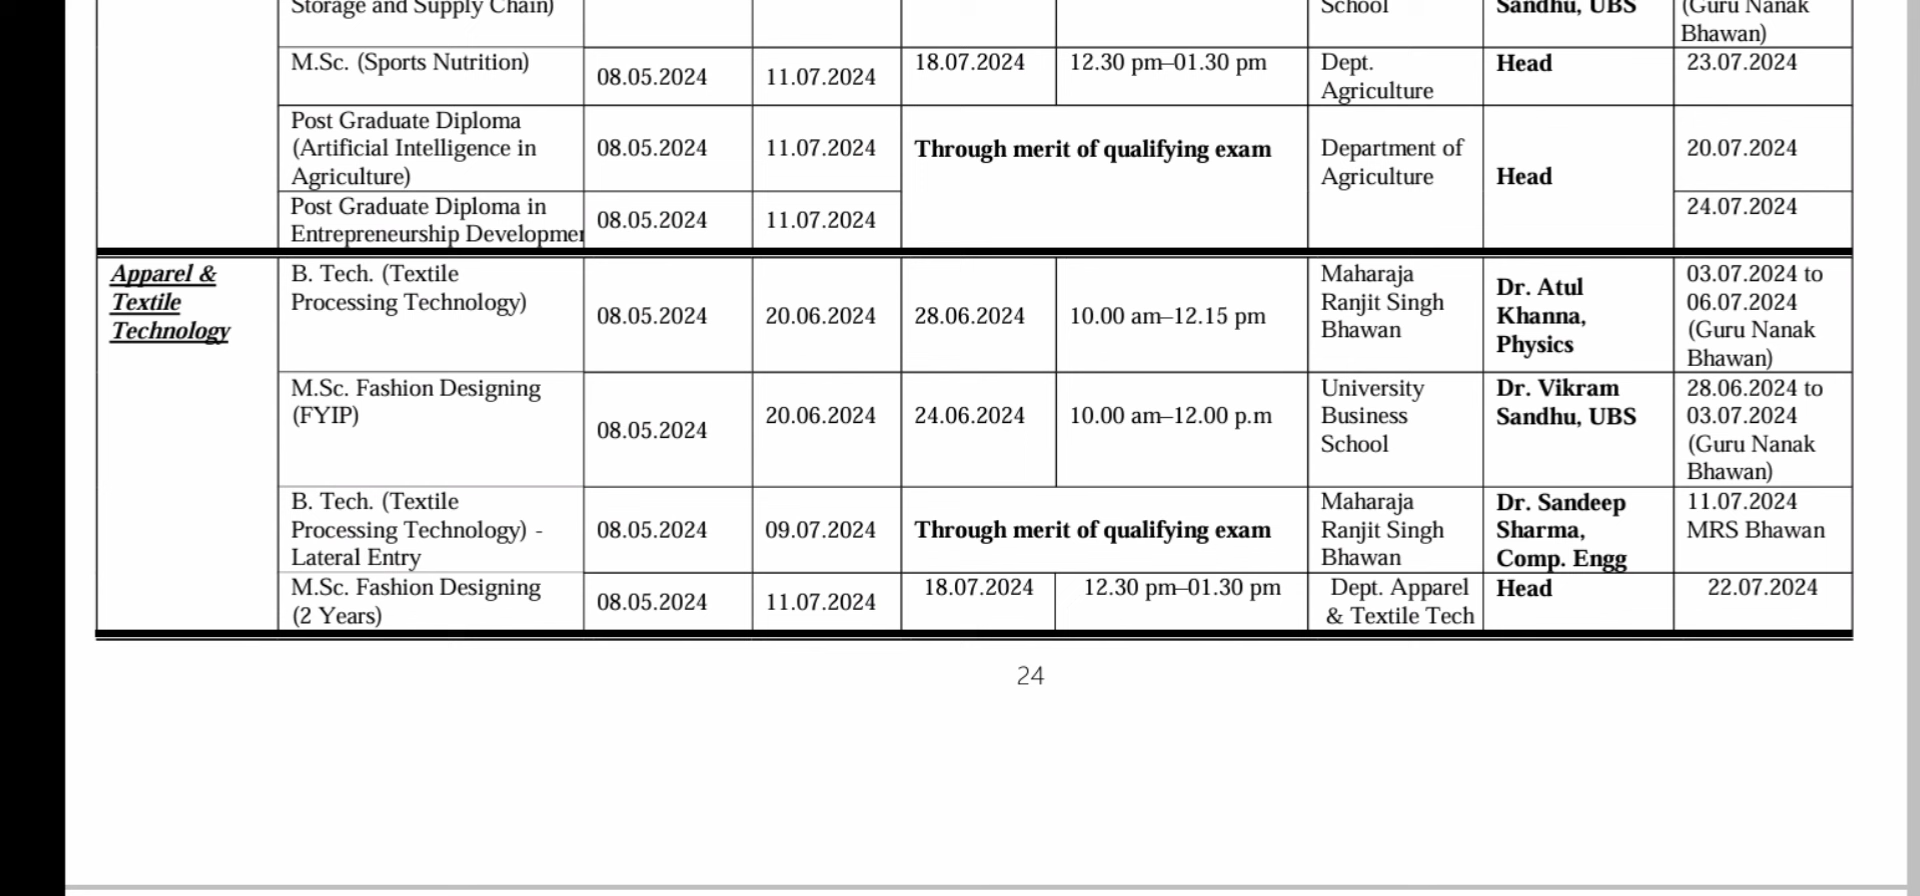 Storage and Supply Chain)
School
Sandhu, UBS
(Guru Nanak
Bhawan)
M.Sc. (Sports Nutrition)
08.05.2024
11.07.2024
18.07.2024
12.30 pm–01.30 pm
Dept.
Agriculture
Head
23.07.2024
Post Graduate Diploma
(Artificial Intelligence in
Agriculture)
08.05.2024
11.07.2024
Through merit of qualifying exam
Department of
Agriculture
Head
20.07.2024
Post Graduate Diploma in
Entrepreneurship Developmen
08.05.2024
11.07.2024
24.07.2024
Apparel &
Textile
Technology
B. Tech. (Textile
Processing Technology)
08.05.2024
20.06.2024
28.06.2024
10.00 am–12.15 pm
Maharaja
Ranjit Singh
Bhawan
Dr. Atul
Khanna,
Physics
03.07.2024 to
06.07.2024
(Guru Nanak
Bhawan)
M.Sc. Fashion Designing
(FYIP)
08.05.2024
20.06.2024
24.06.2024
10.00 am–12.00 p.m
University
Business
School
Dr. Vikram
Sandhu, UBS
28.06.2024 to
03.07.2024
(Guru Nanak
Bhawan)
B. Tech. (Textile
Processing Technology) -
Lateral Entry
08.05.2024
09.07.2024
Through merit of qualifying exam
Maharaja
Ranjit Singh
Bhawan
Dr. Sandeep
Sharma,
Comp. Engg
11.07.2024
MRS Bhawan
M.Sc. Fashion Designing
(2 Years)
08.05.2024
11.07.2024
18.07.2024
12.30 pm–01.30 pm
Dept. Apparel
& Textile Tech
Head
22.07.2024
24